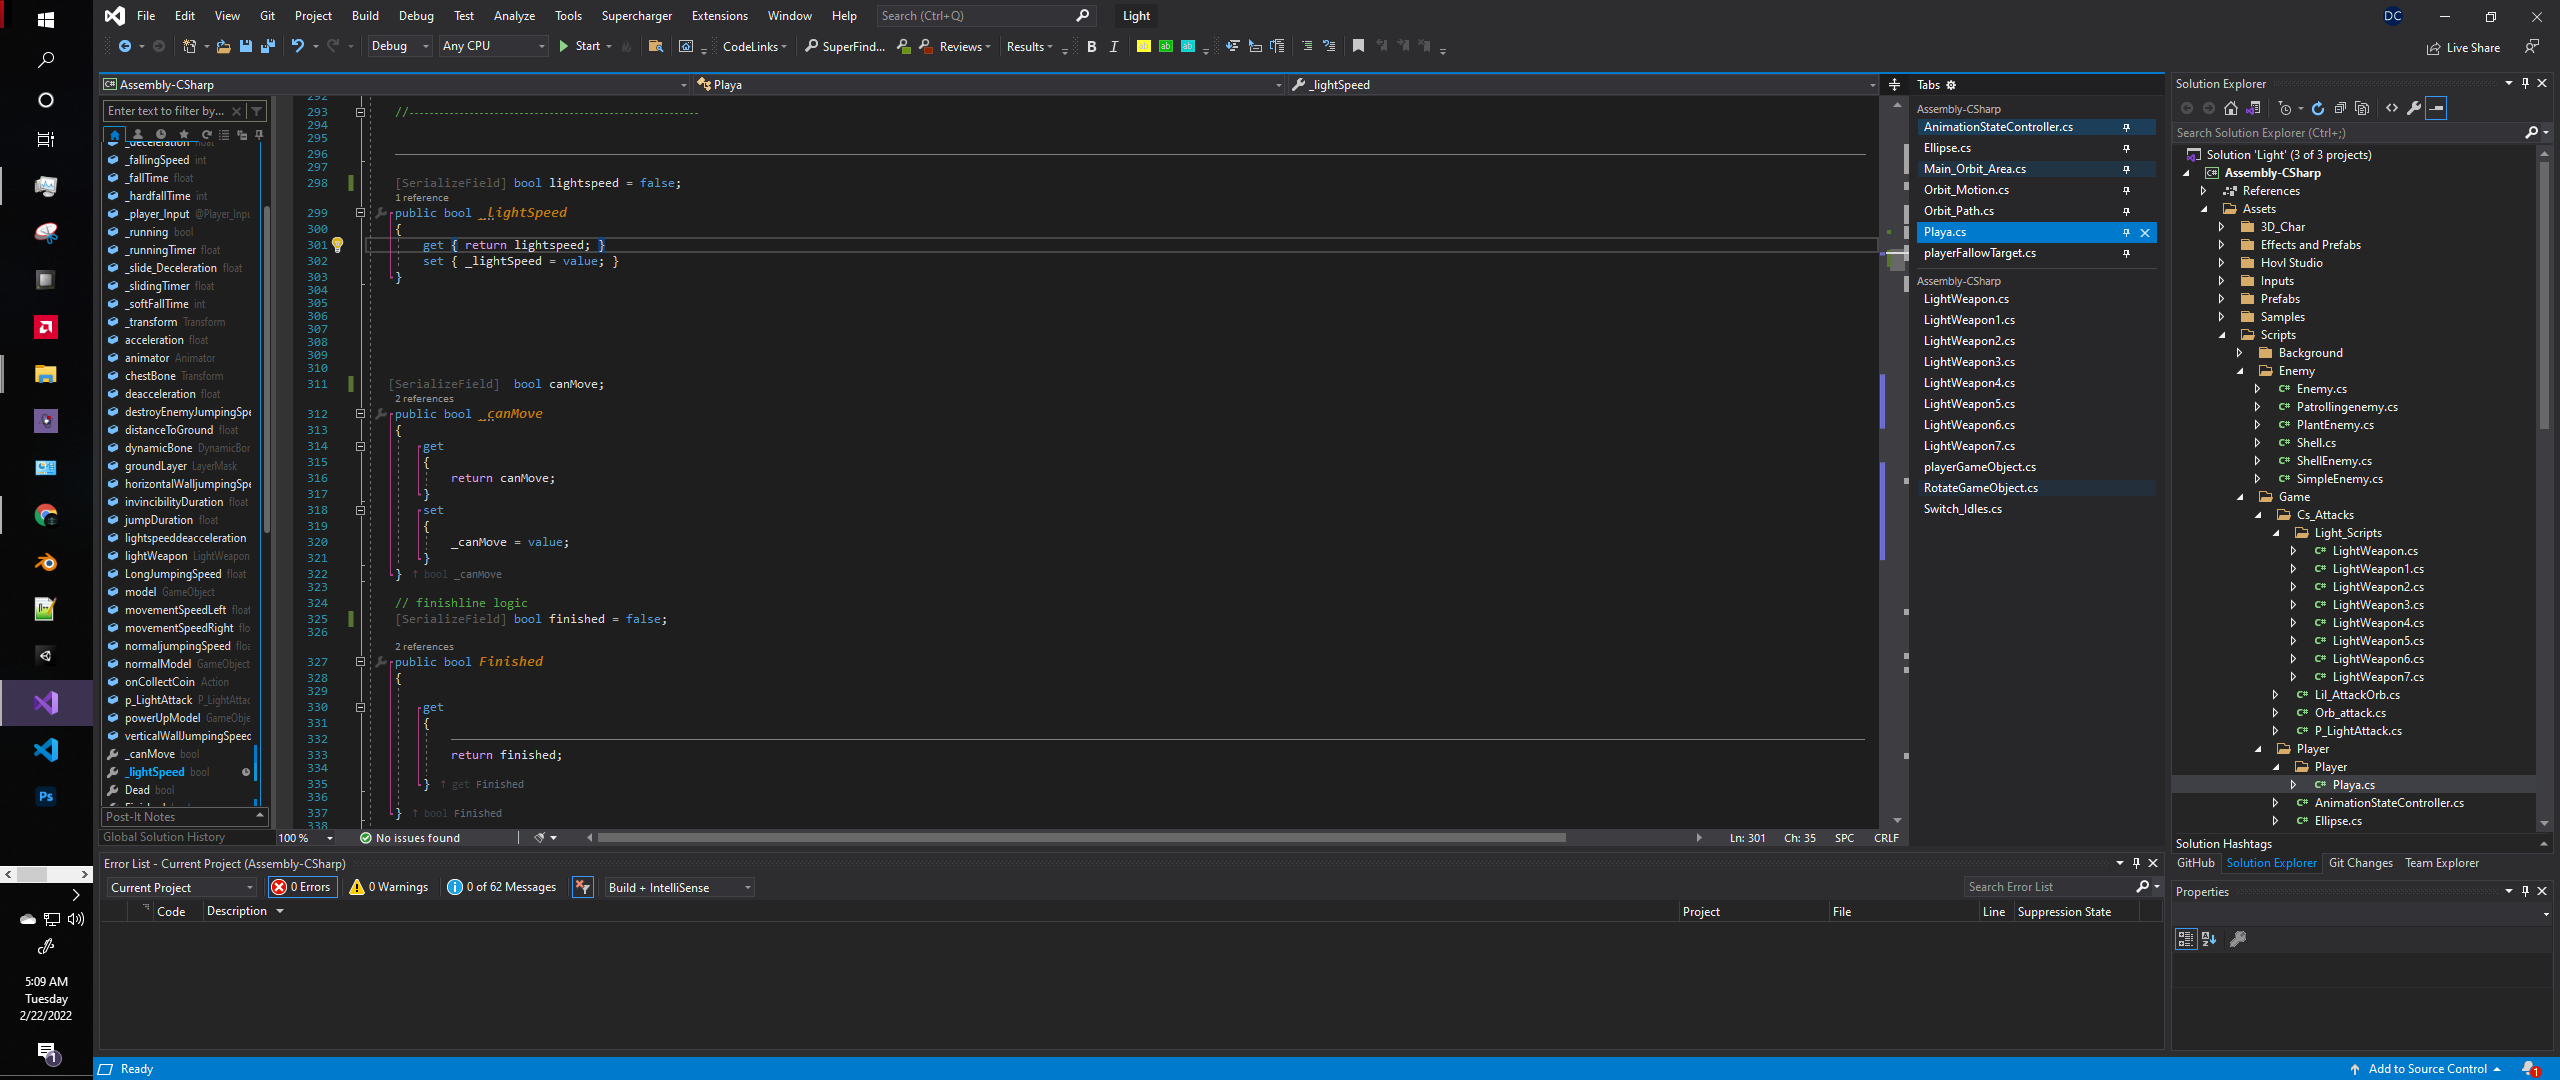 File Edit View Git Project Build Debug Test Analyze Tools Supercharger Extensions Window Help Search (Ctrl+Q) Light DC
Debug Any CPU Start CodeLinks SuperFind... Reviews Results B I ab ab ab Live Share
Assembly-CSharp Playa _lightSpeed
Enter text to filter by...
_deceleration float
_fallingSpeed int
_fallTime float
_hardfallTime int
_player_Input @Player_Inpu
_running bool
_runningTimer float
_slide_Deceleration float
_slidingTimer float
_softFallTime int
_transform Transform
acceleration float
animator Animator
chestBone Transform
deacceleration float
destroyEnemyJumpingSpe
distanceToGround float
dynamicBone DynamicBor
groundLayer LayerMask
horizontalWalljumpingSpe
invincibilityDuration float
jumpDuration float
lightspeeddeacceleration
lightWeapon LightWeapon
LongJumpingSpeed float
model GameObject
movementSpeedLeft float
movementSpeedRight flo
normaljumpingSpeed floa
normalModel GameObject
onCollectCoin Action
p_LightAttack P_LightAttac
powerUpModel GameObje
verticalWallJumpingSpeed
_canMove bool
_lightSpeed bool
Dead bool
Post-It Notes
Global Solution History
292
293 //----------------------------------------------------------
294
295
296
297
298 [SerializeField] bool lightspeed = false;
1 reference
299 public bool _lightSpeed
300 {
301 get { return lightspeed; }
302 set { _lightSpeed = value; }
303 }
304
305
306
307
308
309
310
311 [SerializeField] bool canMove;
2 references
312 public bool _canMove
313 {
314 get
315 {
316 return canMove;
317 }
318 set
319 {
320 _canMove = value;
321 }
322 } ↑ bool _canMove
323
324 // finishline logic
325 [SerializeField] bool finished = false;
326
2 references
327 public bool Finished
328 {
329
330 get
331 {
332
333 return finished;
334
335 } ↑ get Finished
336
337 } ↑ bool Finished
338
100 % No issues found Ln: 301 Ch: 35 SPC CRLF
Tabs
Assembly-CSharp
AnimationStateController.cs
Ellipse.cs
Main_Orbit_Area.cs
Orbit_Motion.cs
Orbit_Path.cs
Playa.cs
playerFallowTarget.cs
Assembly-CSharp
LightWeapon.cs
LightWeapon1.cs
LightWeapon2.cs
LightWeapon3.cs
LightWeapon4.cs
LightWeapon5.cs
LightWeapon6.cs
LightWeapon7.cs
playerGameObject.cs
RotateGameObject.cs
Switch_Idles.cs
Solution Explorer
Search Solution Explorer (Ctrl+;)
Solution 'Light' (3 of 3 projects)
C# Assembly-CSharp
References
Assets
3D_Char
Effects and Prefabs
Hovl Studio
Inputs
Prefabs
Samples
Scripts
Background
Enemy
C# Enemy.cs
C# Patrollingenemy.cs
C# PlantEnemy.cs
C# Shell.cs
C# ShellEnemy.cs
C# SimpleEnemy.cs
Game
Cs_Attacks
Light_Scripts
C# LightWeapon.cs
C# LightWeapon1.cs
C# LightWeapon2.cs
C# LightWeapon3.cs
C# LightWeapon4.cs
C# LightWeapon5.cs
C# LightWeapon6.cs
C# LightWeapon7.cs
C# Lil_AttackOrb.cs
C# Orb_attack.cs
C# P_LightAttack.cs
Player
Player
C# Playa.cs
C# AnimationStateController.cs
C# Ellipse.cs
Solution Hashtags
GitHub Solution Explorer Git Changes Team Explorer
Properties
Error List - Current Project (Assembly-CSharp)
Current Project 0 Errors 0 Warnings 0 of 62 Messages Build + IntelliSense Search Error List
Code Description Project File Line Suppression State
Ps
5:09 AM
Tuesday
2/22/2022
1
Ready Add to Source Control 1